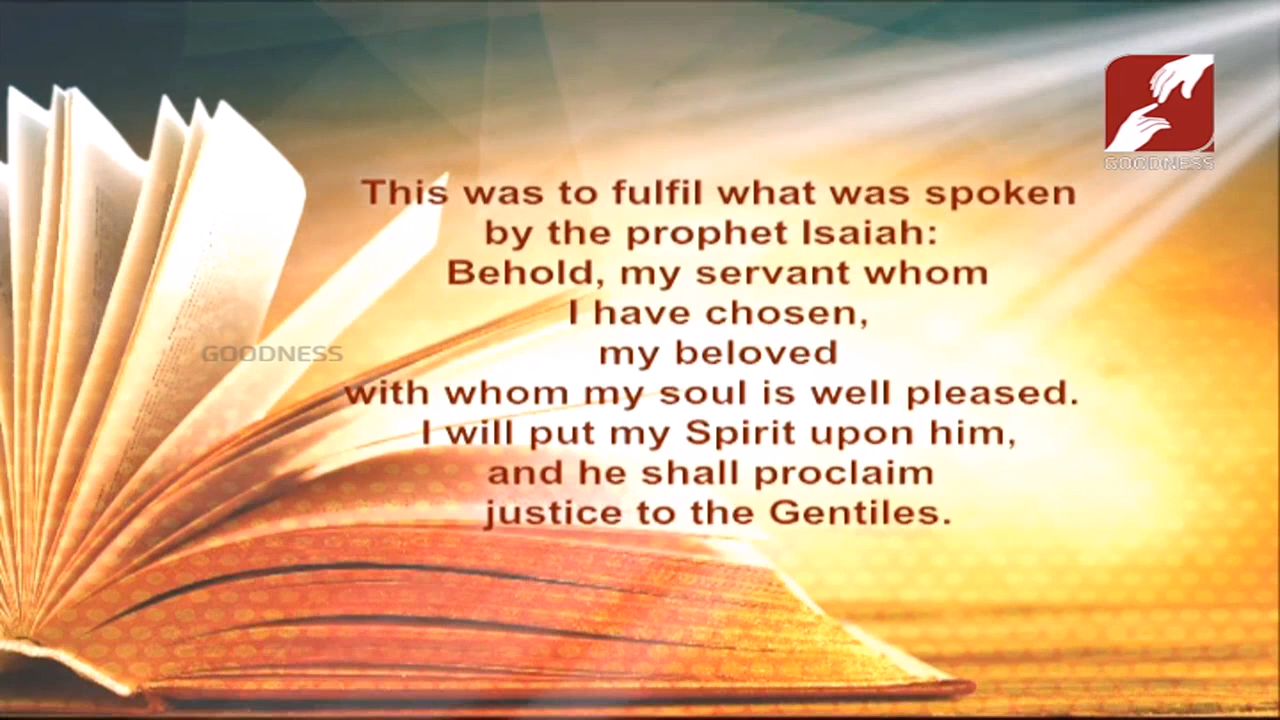 GOODNESS
This was to fulfil what was spoken
by the prophet Isaiah:
Behold, my servant whom
I have chosen,
my beloved
with whom my soul is well pleased.
I will put my Spirit upon him,
and he shall proclaim
justice to the Gentiles.
GOODNESS